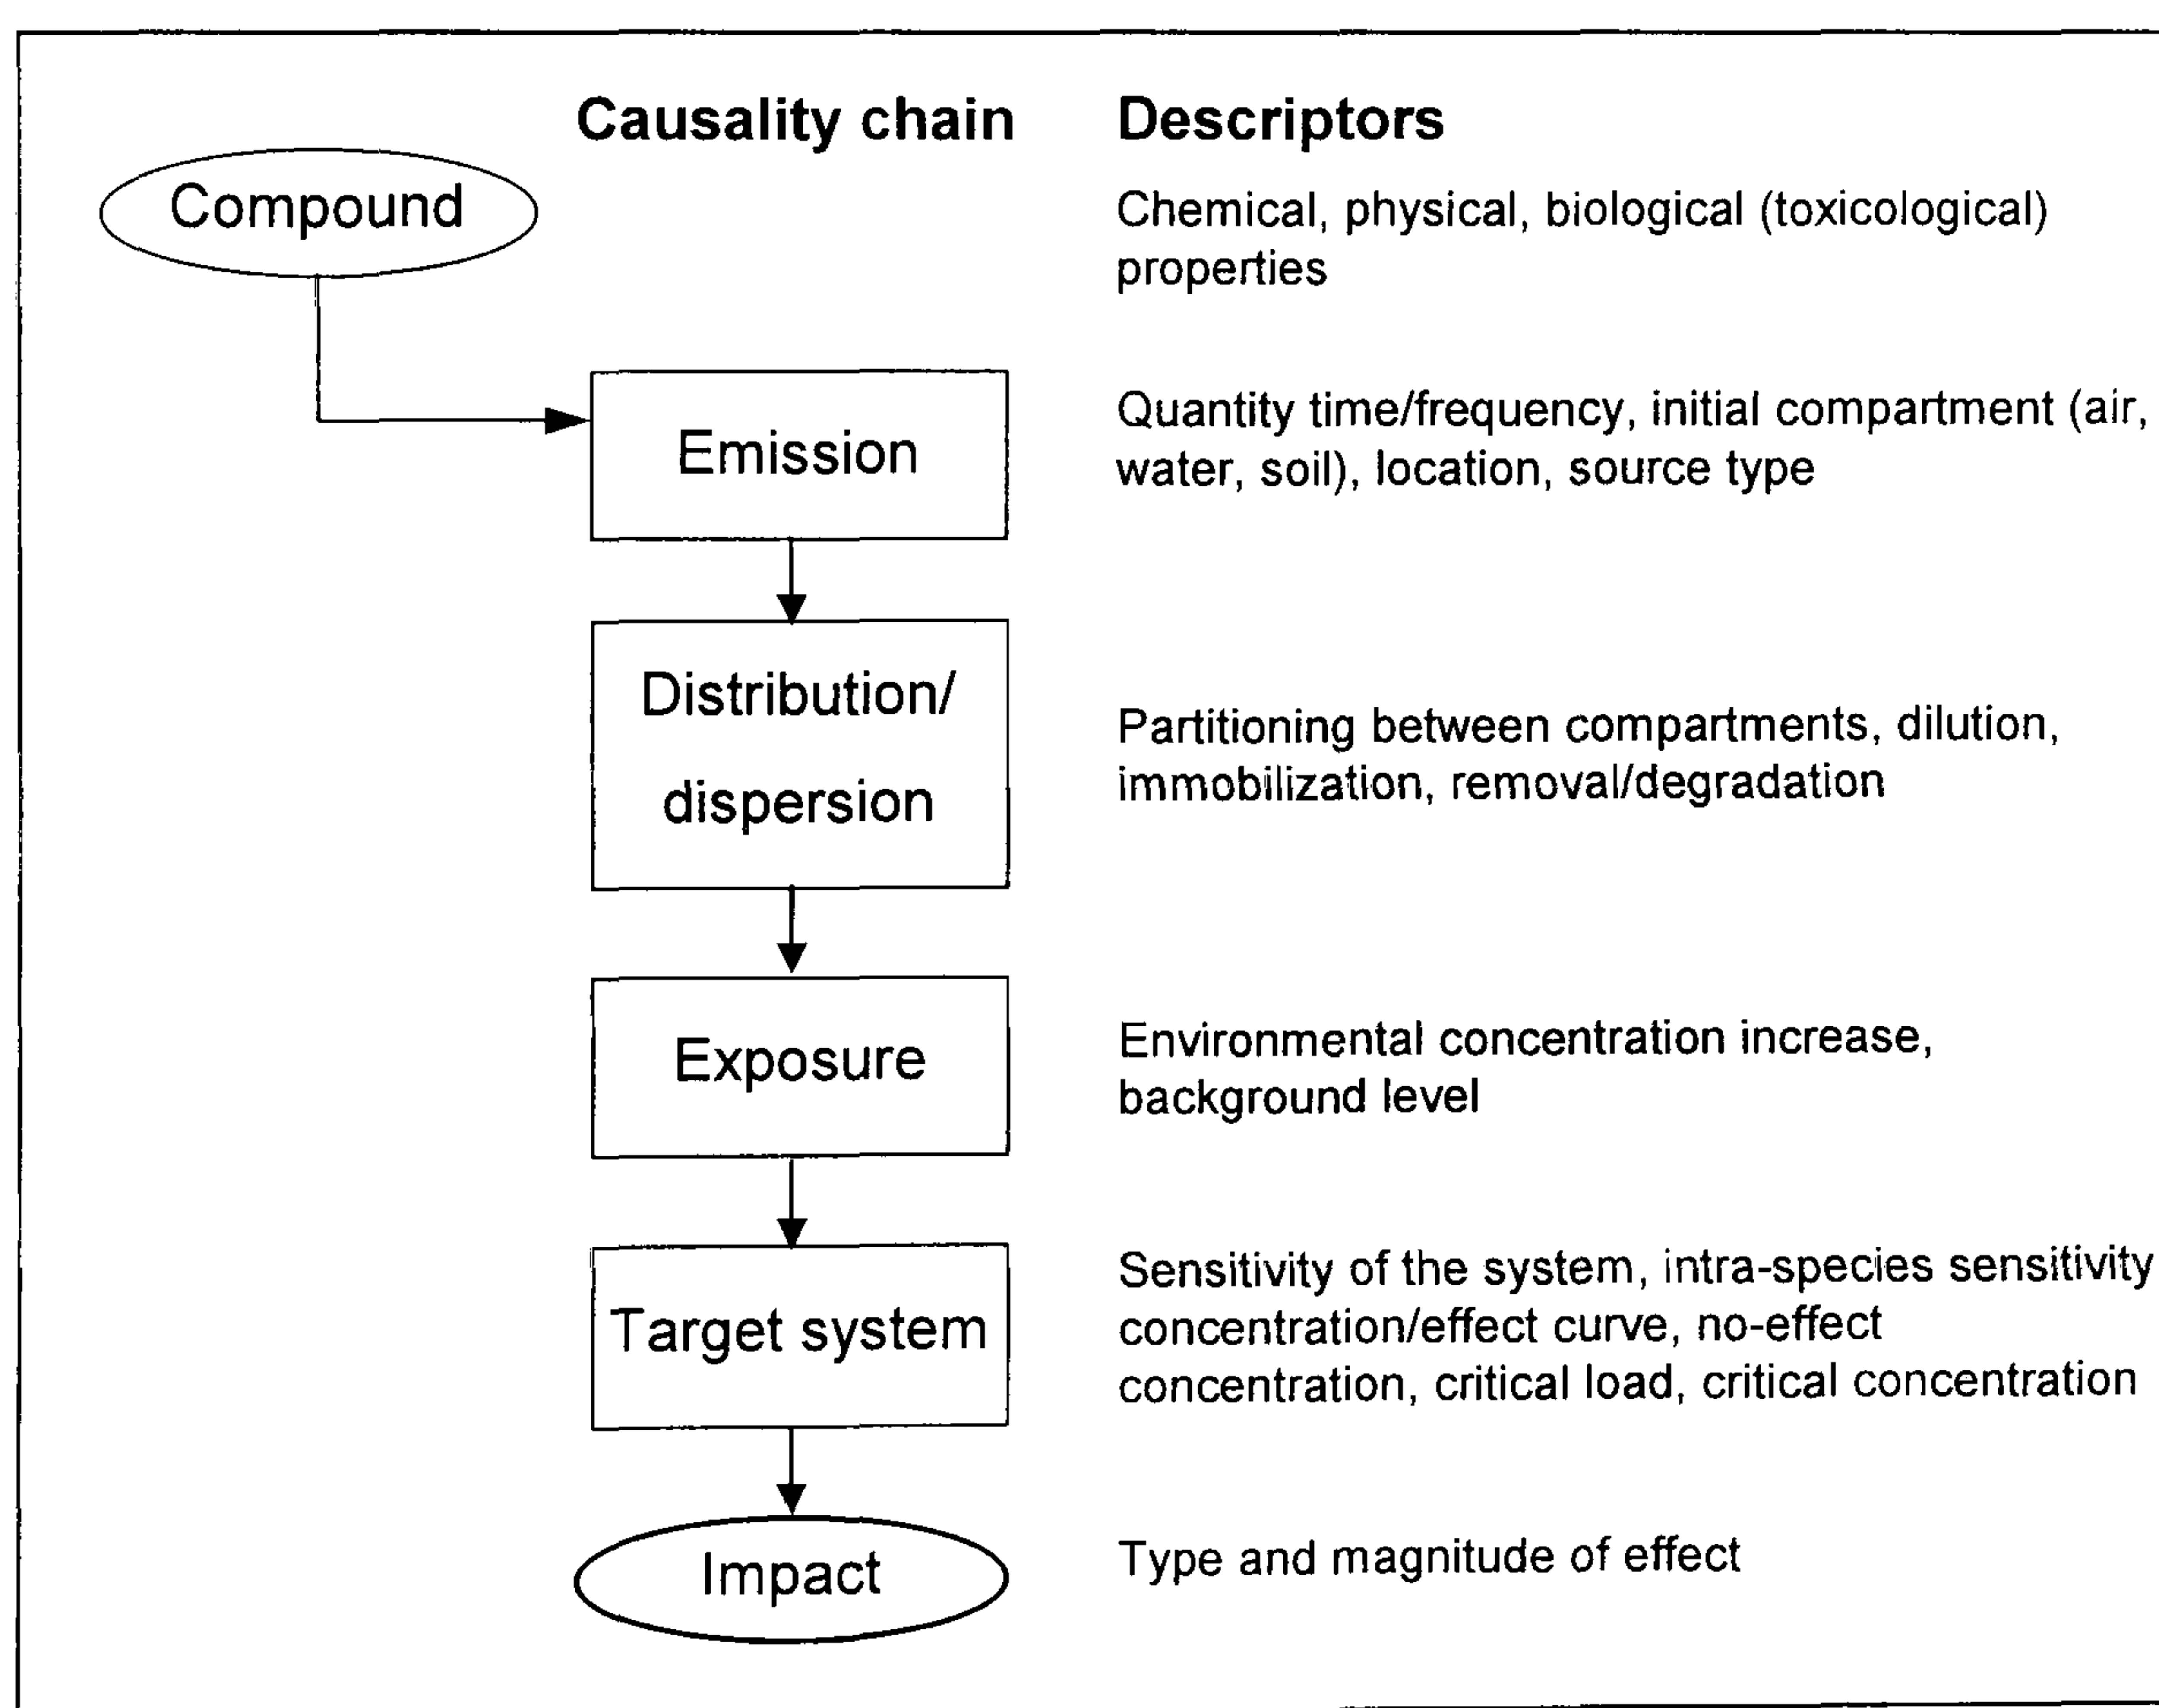 Causality chain
Descriptors
Compound
Chemical, physical, biological (toxicological)
properties
Emission
Quantity time/frequency, initial compartment (air,
water, soil), location, source type
Distribution/
dispersion
Partitioning between compartments, dilution,
immobilization, removal/degradation
Exposure
Environmental concentration increase,
background level
Target system
Sensitivity of the system, intra-species sensitivity
concentration/effect curve, no-effect
concentration, critical load, critical concentration
Impact
Type and magnitude of effect